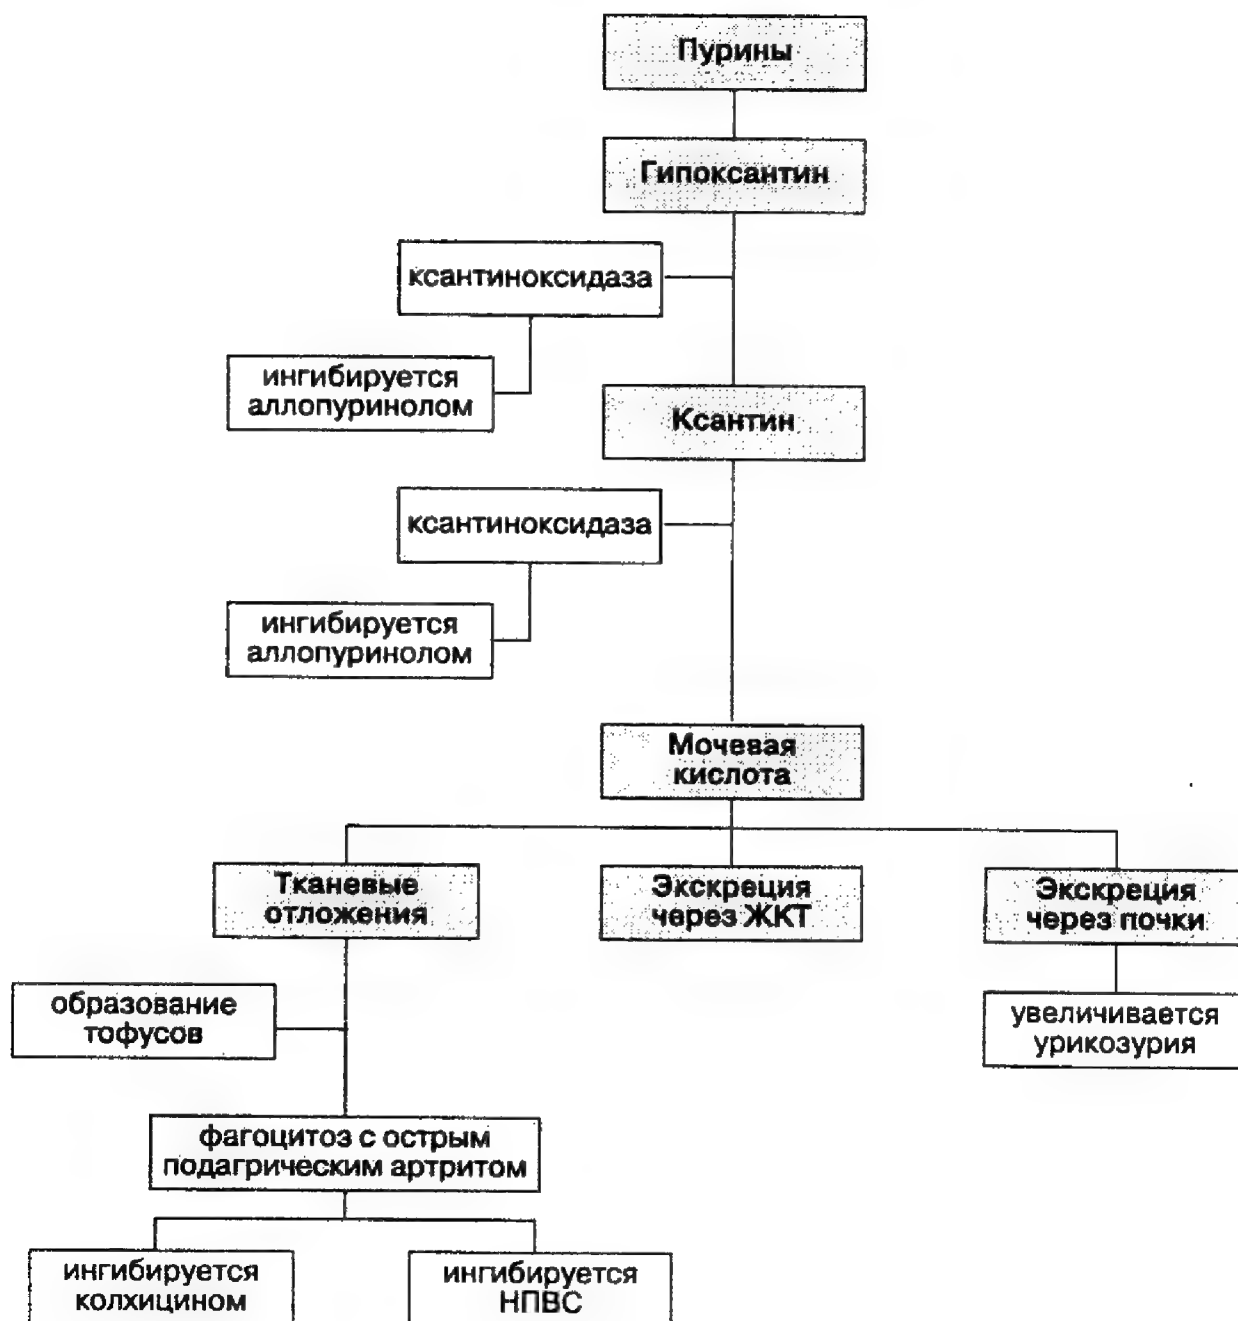 Пурины
Гипоксантин
ксантиноксидаза
ингибируется
аллопуринолом
Ксантин
ксантиноксидаза
ингибируется
аллопуринолом
Мочевая
кислота
Тканевые
отложения
Экскреция
через ЖКТ
Экскреция
через почки
образование
тофусов
увеличивается
урикозурия
фагоцитоз с острым
подагрическим артритом
ингибируется
колхицином
ингибируется
НПВС